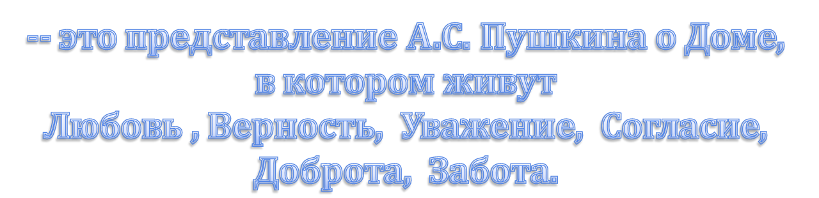 -- это представление А.С. Пушкина о Доме,
в котором живут
Любовь , Верность, Уважение, Согласие,
Доброта, Забота.